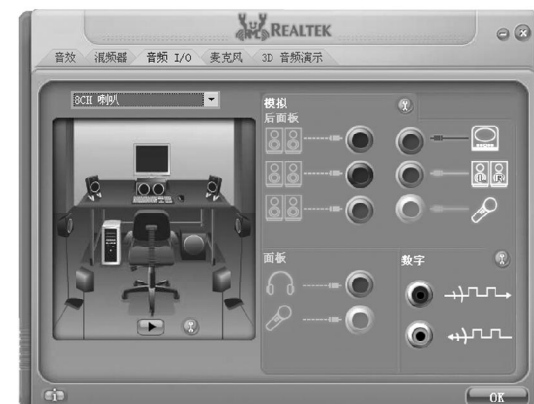 REALTEK
音效 混频器 音频 I/O 麦克风 3D 音频演示
8CH 喇叭
模拟
后面板
面板
数字
OK